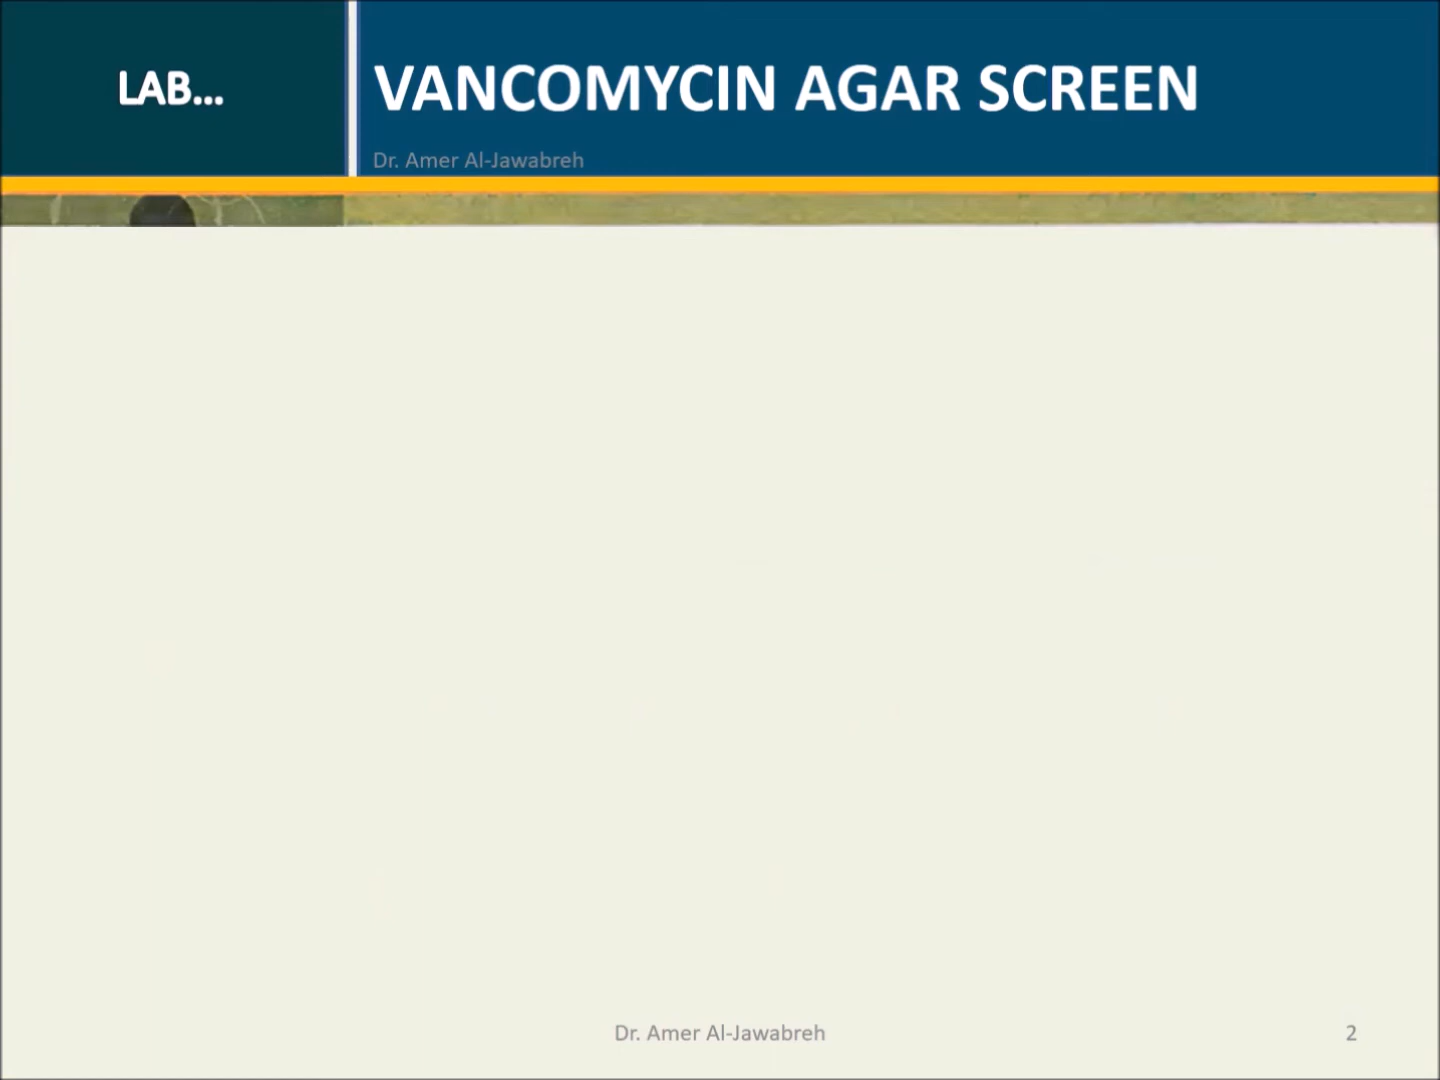 LAB...
VANCOMYCIN AGAR SCREEN
Dr. Amer Al-Jawabreh
Dr. Amer Al-Jawabreh
2